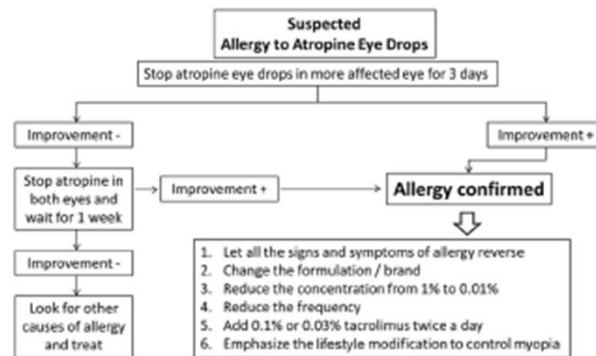 Suspected
Allergy to Atropine Eye Drops
Stop atropine eye drops in more affected eye for 3 days
Improvement -
Improvement +
Stop atropine in
both eyes and
wait for 1 week
Improvement +
Allergy confirmed
Improvement -
Look for other
causes of allergy
and treat
1. Let all the signs and symptoms of allergy reverse
2. Change the formulation / brand
3. Reduce the concentration from 1% to 0.01%
4. Reduce the frequency
5. Add 0.1% or 0.03% tacrolimus twice a day
6. Emphasize the lifestyle modification to control myopia